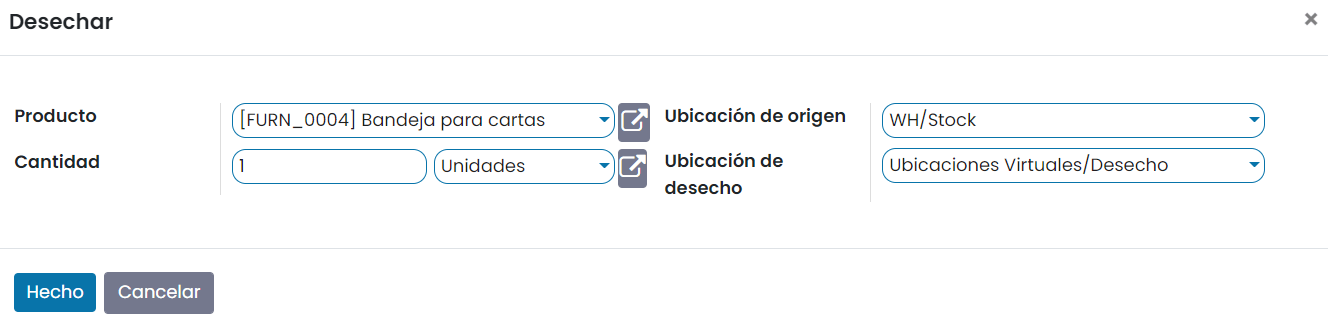 Desechar
Producto
[FURN_0004] Bandeja para cartas
Ubicación de origen
WH/Stock
Cantidad
1
Unidades
Ubicación de
desecho
Ubicaciones Virtuales/Desecho
Hecho
Cancelar